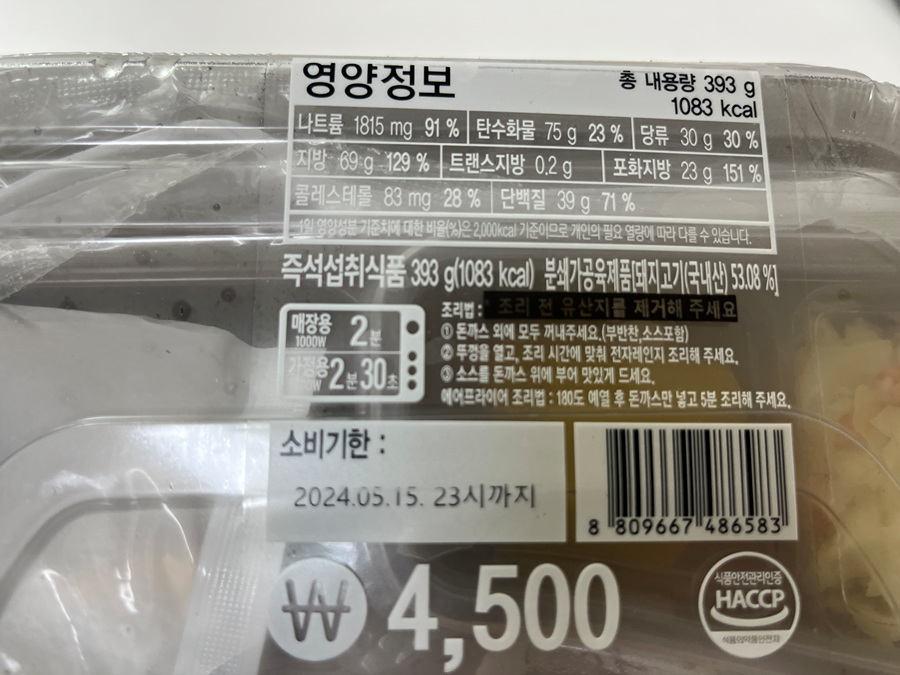 영양정보
총 내용량 393 g
1083 kcal
나트륨 1815 mg 91 % 탄수화물 75 g 23 % 당류 30 g 30 %
지방 69 g 129 % 트랜스지방 0.2 g 포화지방 23 g 151 %
콜레스테롤 83 mg 28 % 단백질 39 g 71 %
1일 영양성분 기준치에 대한 비율(%)은 2,000kcal 기준이므로 개인의 필요 열량에 따라 다를 수 있습니다.
즉석섭취식품 393 g(1083 kcal) 분쇄가공육제품[돼지고기(국내산) 53.08 %]
조리법 : 조리 전 유산지를 제거해 주세요
① 돈까스 외에 모두 꺼내주세요.(부반찬,소스포함)
② 뚜껑을 열고, 조리 시간에 맞춰 전자레인지 조리해 주세요.
③ 소스를 돈까스 위에 부어 맛있게 드세요.
에어프라이어 조리법 : 180도 예열 후 돈까스만 넣고 5분 조리해 주세요.
매장용 1000W 2분
가정용 2분30초
소비기한 :
2024.05.15. 23시까지
8 809667 486583
₩ 4,500
식품안전관리인증
HACCP
식품의약품안전처